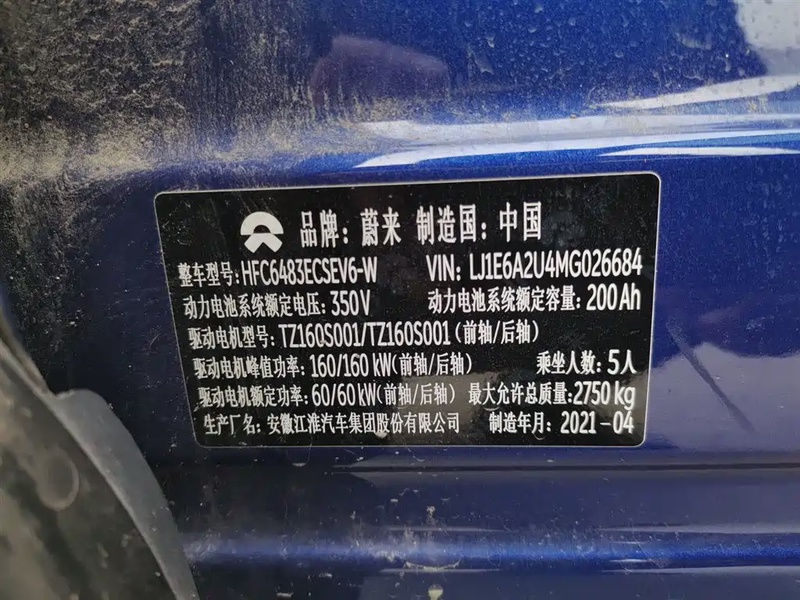 品牌：蔚来 制造国：中国
整车型号：HFC6483ECSEV6-W VIN：LJ1E6A2U4MG026684
动力电池系统额定电压：350V 动力电池系统额定容量：200Ah
驱动电机型号：TZ160S001/TZ160S001（前轴/后轴）
驱动电机峰值功率：160/160kW(前轴/后轴) 乘坐人数：5人
驱动电机额定功率：60/60kW(前轴/后轴) 最大允许总质量：2750kg
生产厂名：安徽江淮汽车集团股份有限公司 制造年月：2021-04